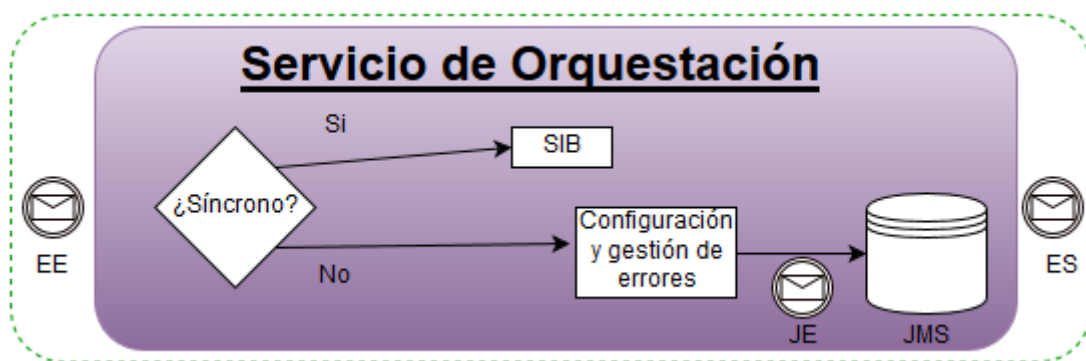 Servicio de Orquestación
Si
SIB
¿Síncrono?
EE
No
Configuración
y gestión de
errores
JE
JMS
ES